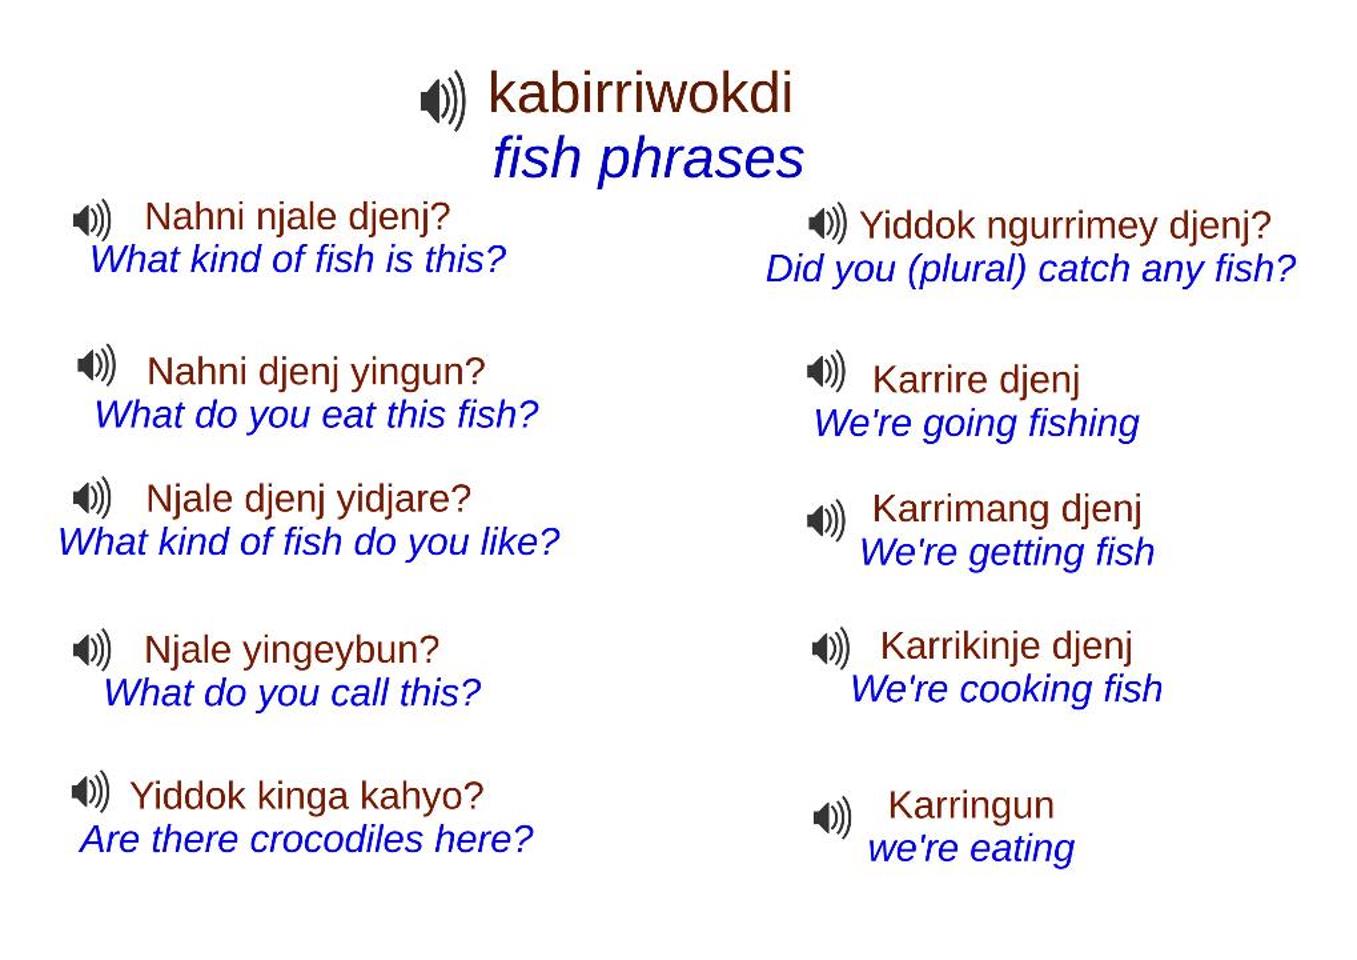 kabirriwokdi
fish phrases
Nahni njale djenj?
What kind of fish is this?
Nahni djenj yingun?
What do you eat this fish?
Njale djenj yidjare?
What kind of fish do you like?
Njale yingeybun?
What do you call this?
Yiddok kinga kahyo?
Are there crocodiles here?
Yiddok ngurrimey djenj?
Did you (plural) catch any fish?
Karrire djenj
We're going fishing
Karrimang djenj
We're getting fish
Karrikinje djenj
We're cooking fish
Karringun
we're eating